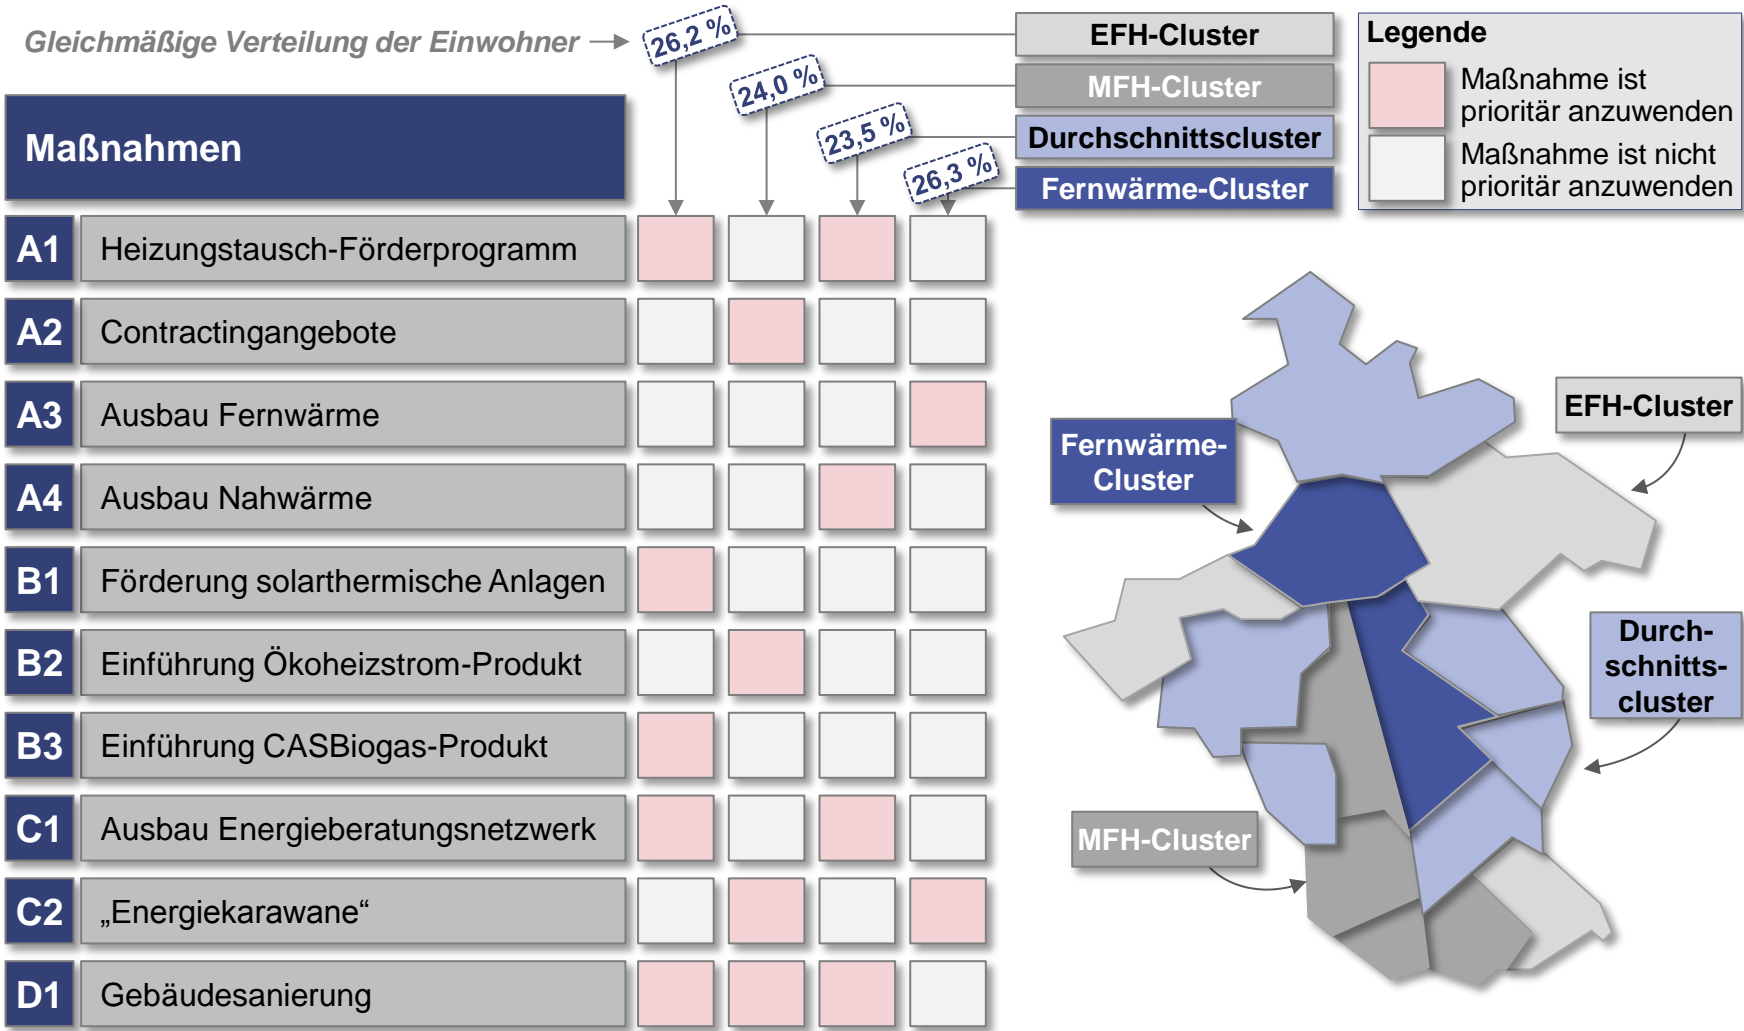 Gleichmäßige Verteilung der Einwohner
26,2 %
24,0 %
23,5 %
26,3 %
EFH-Cluster
MFH-Cluster
Durchschnittscluster
Fernwärme-Cluster
Legende
Maßnahme ist
prioritär anzuwenden
Maßnahme ist nicht
prioritär anzuwenden
Maßnahmen
A1 Heizungstausch-Förderprogramm
A2 Contractingangebote
A3 Ausbau Fernwärme
A4 Ausbau Nahwärme
B1 Förderung solarthermische Anlagen
B2 Einführung Ökoheizstrom-Produkt
B3 Einführung CASBiogas-Produkt
C1 Ausbau Energieberatungsnetzwerk
C2 „Energiekarawane“
D1 Gebäudesanierung
EFH-Cluster
Fernwärme-
Cluster
Durch-
schnitts-
cluster
MFH-Cluster